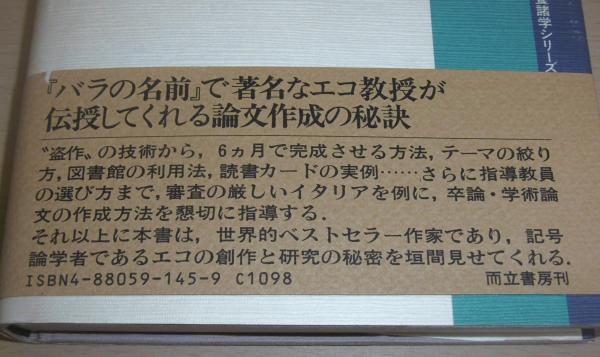 査諸学シリーズ
『バラの名前』で著名なエコ教授が
伝授してくれる論文作成の秘訣
〝盗作〟の技術から，6ヵ月で完成させる方法，テーマの絞り
方，図書館の利用法，読書カードの実例……さらに指導教員
の選び方まで，審査の厳しいイタリアを例に，卒論・学術論
文の作成方法を懇切に指導する．
それ以上に本書は，世界的ベストセラー作家であり，記号
論学者であるエコの創作と研究の秘密を垣間見せてくれる．
ISBN4-88059-145-9 C1098
而立書房刊